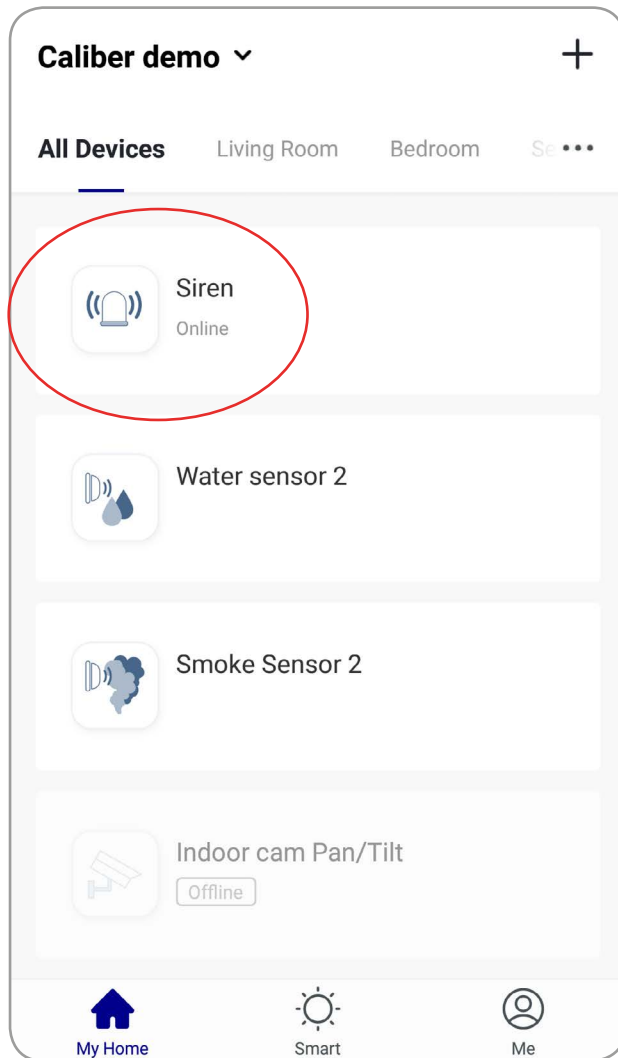 Caliber demo
All Devices Living Room Bedroom Se
Siren
Online
Water sensor 2
Smoke Sensor 2
Indoor cam Pan/Tilt
Offline
My Home Smart Me